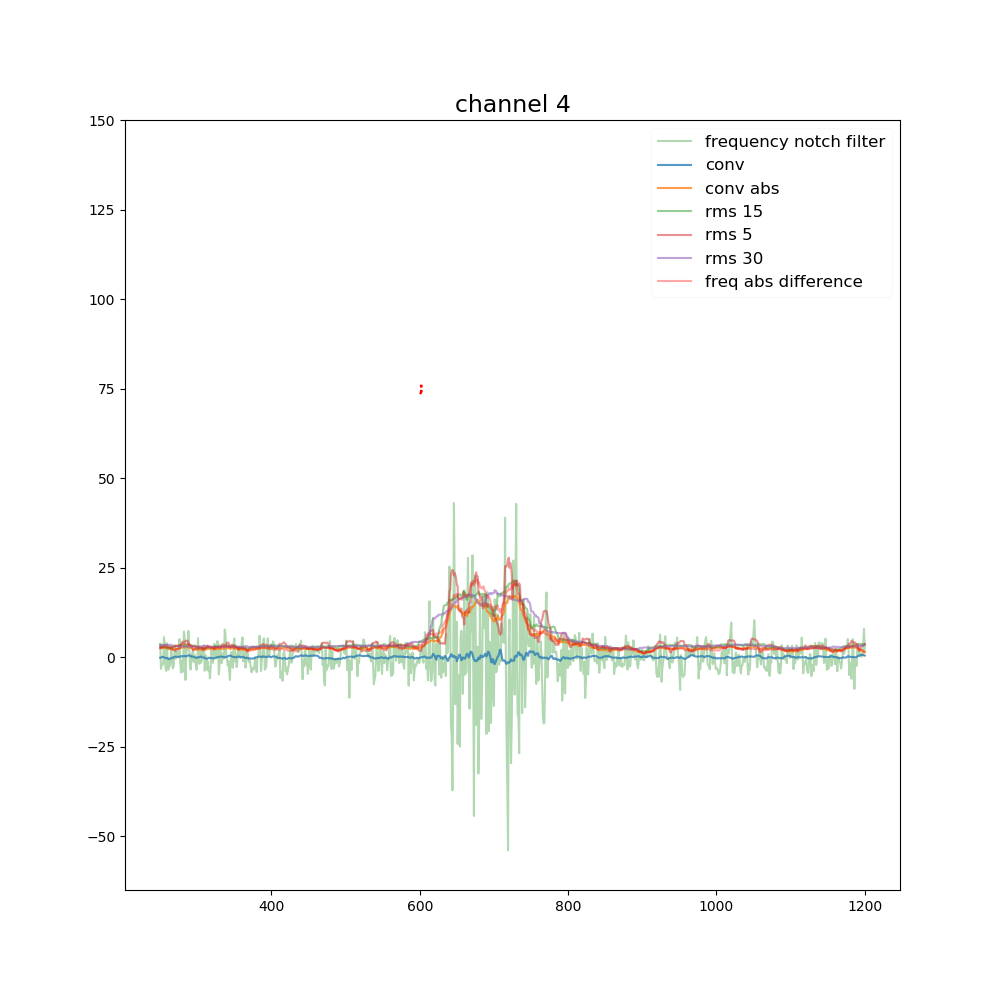 channel 4
150
125
100
75
50
25
0
−25
−50
400 600 800 1000 1200
frequency notch filter
conv
conv abs
rms 15
rms 5
rms 30
freq abs difference
;